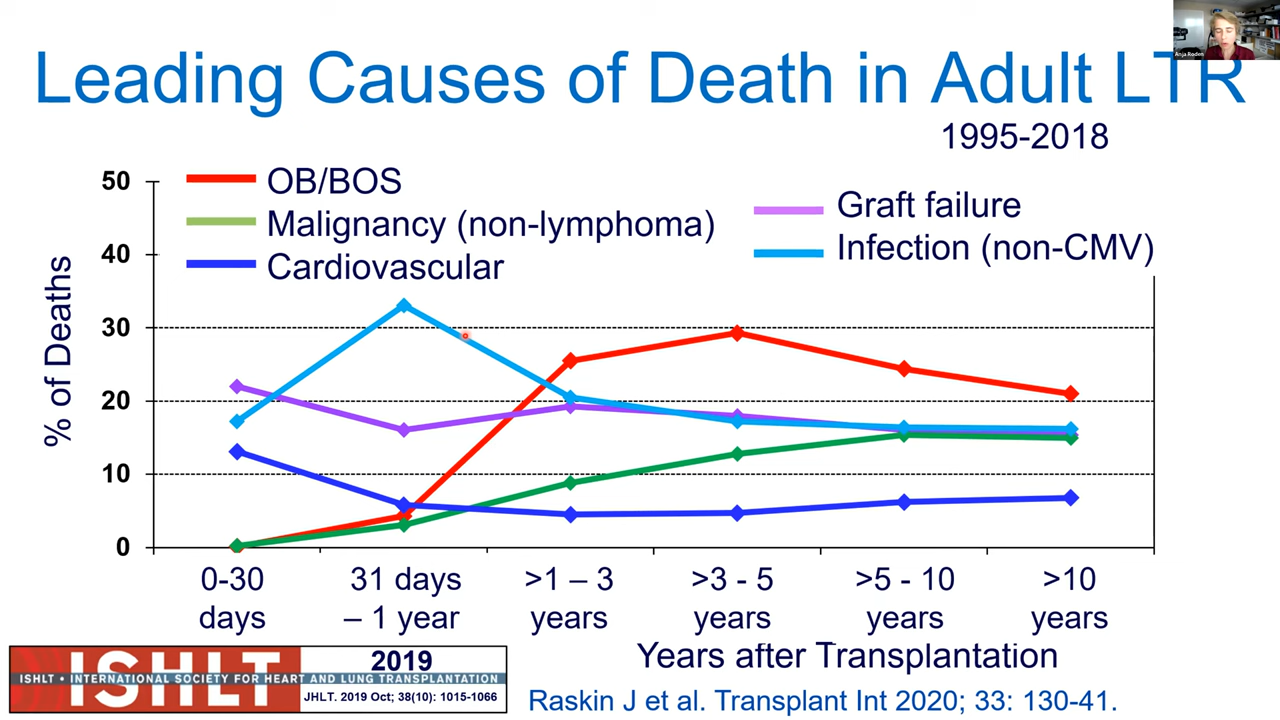 Leading Causes of Death in Adult LTR
1995-2018
Anja Roden
OB/BOS
Malignancy (non-lymphoma)
Cardiovascular
Graft failure
Infection (non-CMV)
% of Deaths
50
40
30
20
10
0
0-30
days
31 days
– 1 year
>1 – 3
years
>3 - 5
years
>5 - 10
years
>10
years
Years after Transplantation
ISHLT
ISHLT • INTERNATIONAL SOCIETY FOR HEART AND LUNG TRANSPLANTATION
2019
JHLT. 2019 Oct; 38(10): 1015-1066
Raskin J et al. Transplant Int 2020; 33: 130-41.